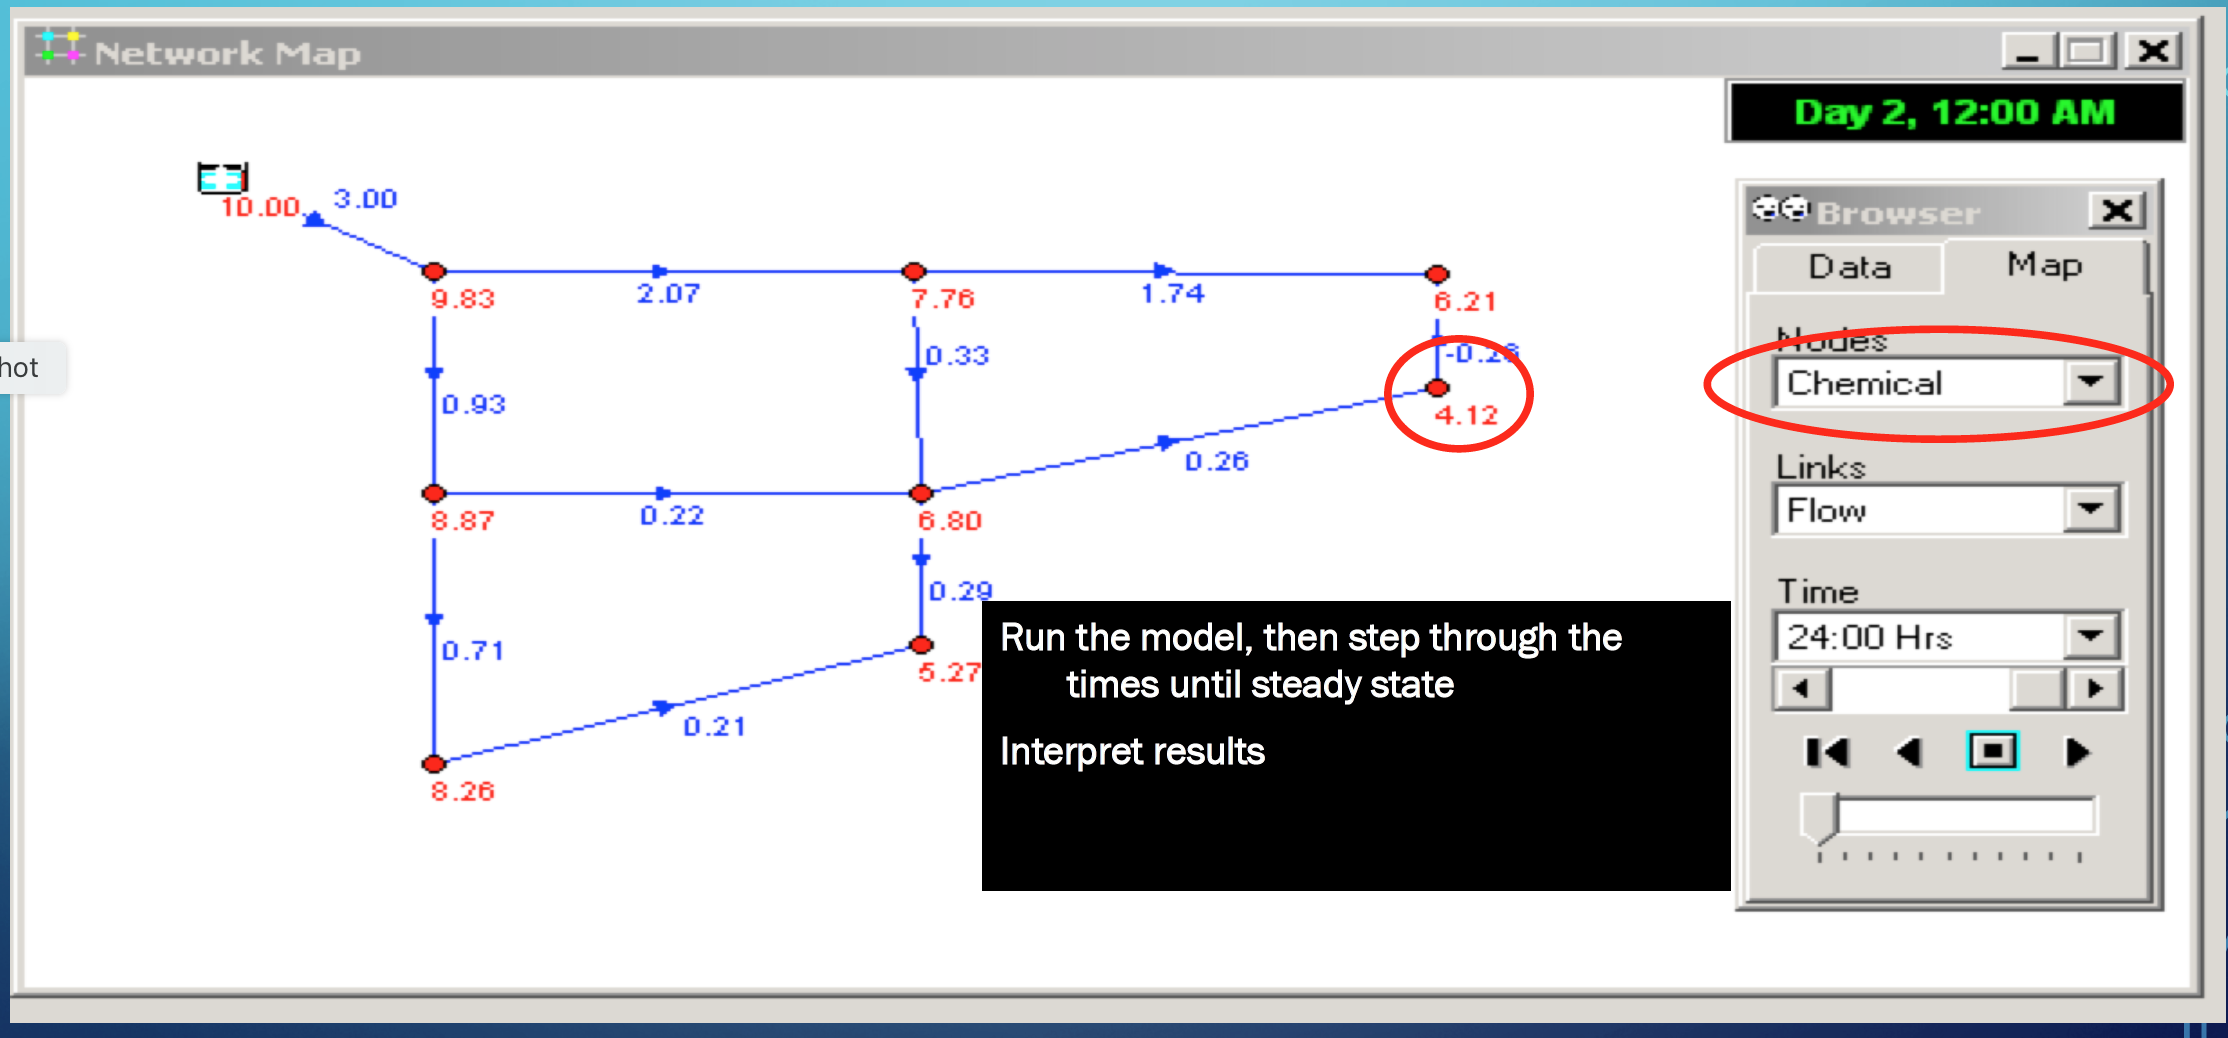 Network Map
Day 2, 12:00 AM
10.00
3.00
Browser
Data
Map
9.83
2.07
7.76
1.74
6.21
Nodes
0.33
-0.26
hot
Chemical
0.93
4.12
0.26
Links
Flow
8.87
0.22
6.80
Time
0.29
24:00 Hrs
Run the model, then step through the
times until steady state
0.71
5.27
0.21
Interpret results
8.26